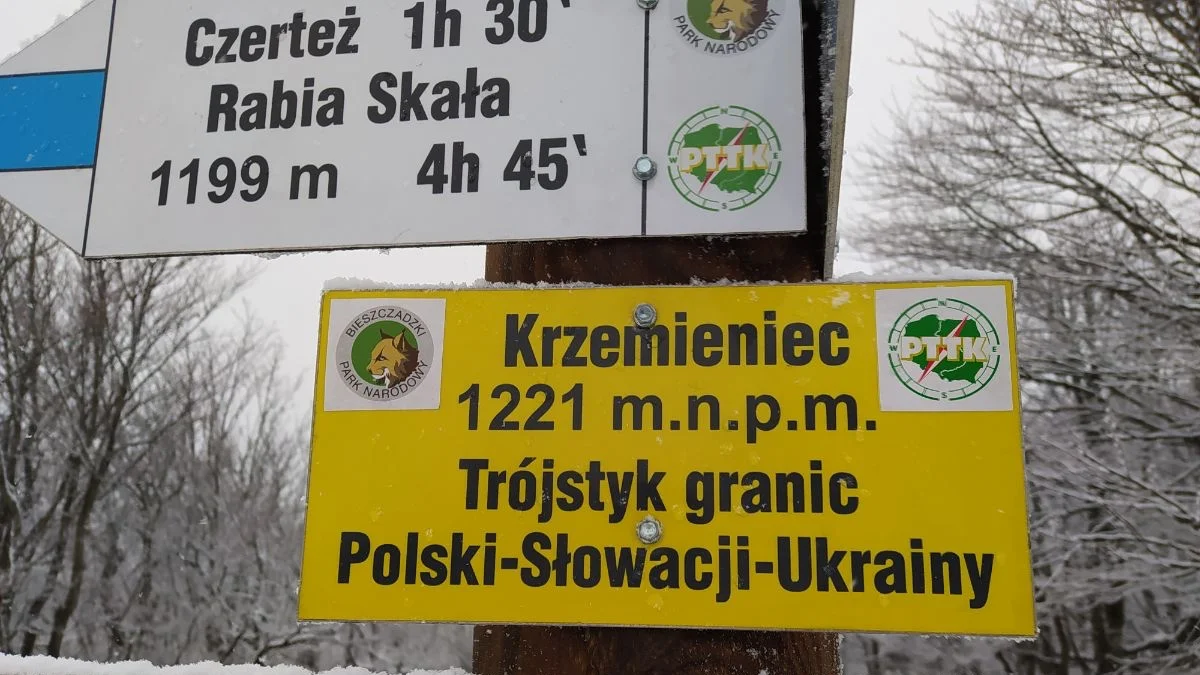 Czerteż 1h 30‵
Rabia Skała
1199 m 4h 45‵
PARK NARODOWY
N
W PTTK E
S
BIESZCZADZKI
PARK NARODOWY
Krzemieniec
1221 m.n.p.m.
Trójstyk granic
Polski-Słowacji-Ukrainy
N
W PTTK E
S